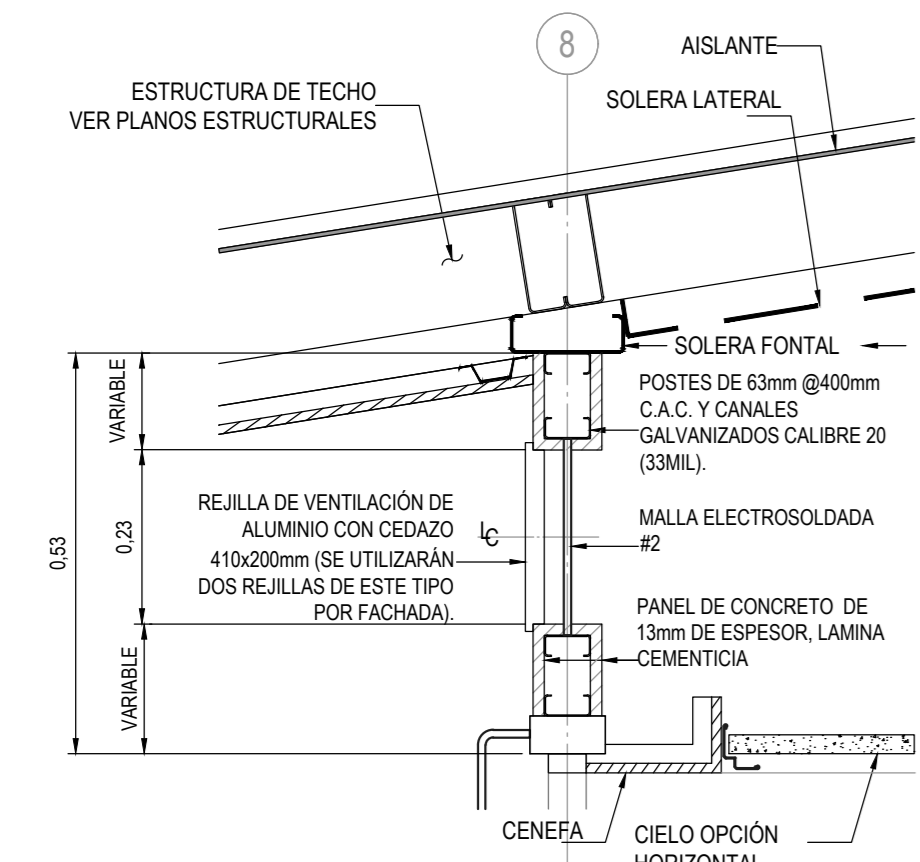 8
AISLANTE
ESTRUCTURA DE TECHO
VER PLANOS ESTRUCTURALES
SOLERA LATERAL
SOLERA FONTAL
POSTES DE 63mm @400mm
C.A.C. Y CANALES
GALVANIZADOS CALIBRE 20
(33MIL).
VARIABLE
0,53
0,23
REJILLA DE VENTILACIÓN DE
ALUMINIO CON CEDAZO
410x200mm (SE UTILIZARÁN
DOS REJILLAS DE ESTE TIPO
POR FACHADA).
LC
MALLA ELECTROSOLDADA
#2
PANEL DE CONCRETO DE
13mm DE ESPESOR, LAMINA
CEMENTICIA
VARIABLE
CENEFA
CIELO OPCIÓN
HORIZONTAL